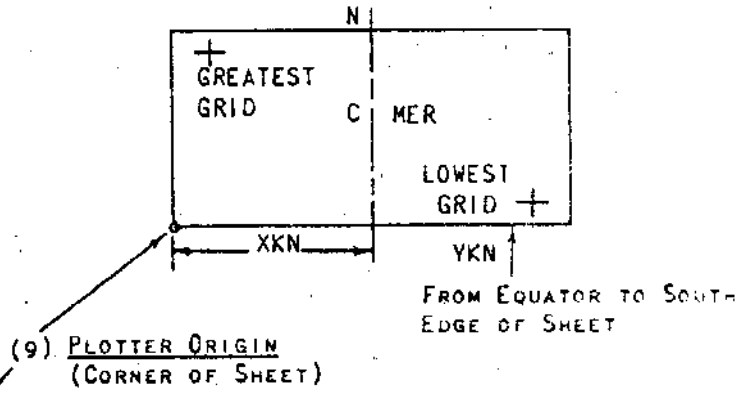 N
GREATEST
GRID
C MER
LOWEST
GRID
XKN
YKN
FROM EQUATOR TO SOUTH
EDGE OF SHEET
(9) PLOTTER ORIGIN
(CORNER OF SHEET)